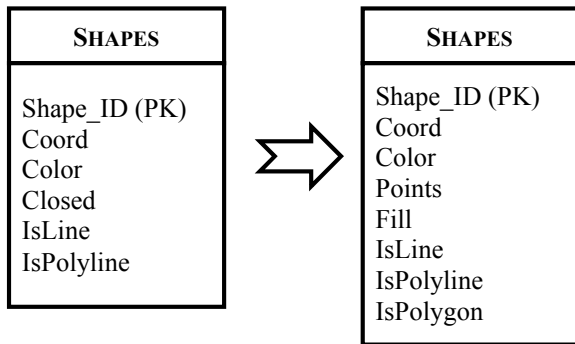 SHAPES
Shape_ID (PK)
Coord
Color
Closed
IsLine
IsPolyline
SHAPES
Shape_ID (PK)
Coord
Color
Points
Fill
IsLine
IsPolyline
IsPolygon